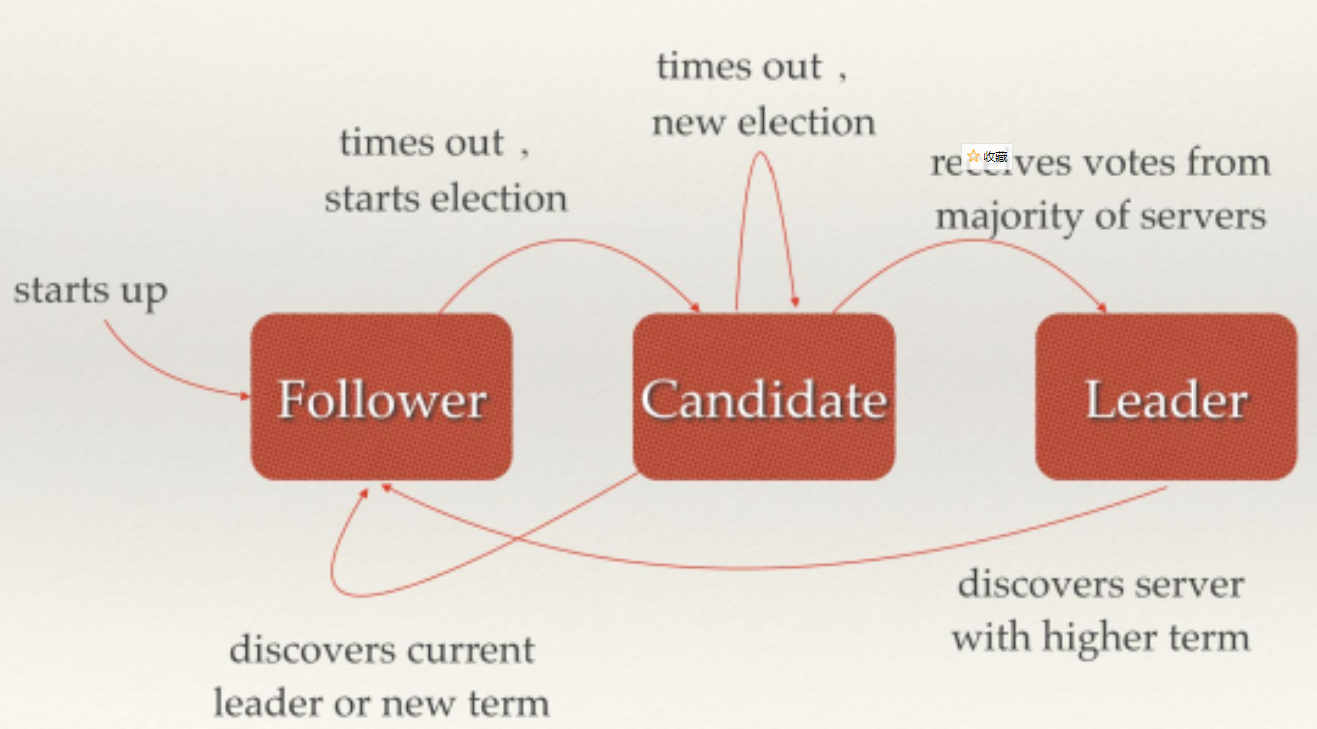 times out ,
new election
times out ,
starts election
收藏
receives votes from
majority of servers
starts up
Follower
Candidate
Leader
discovers server
with higher term
discovers current
leader or new term